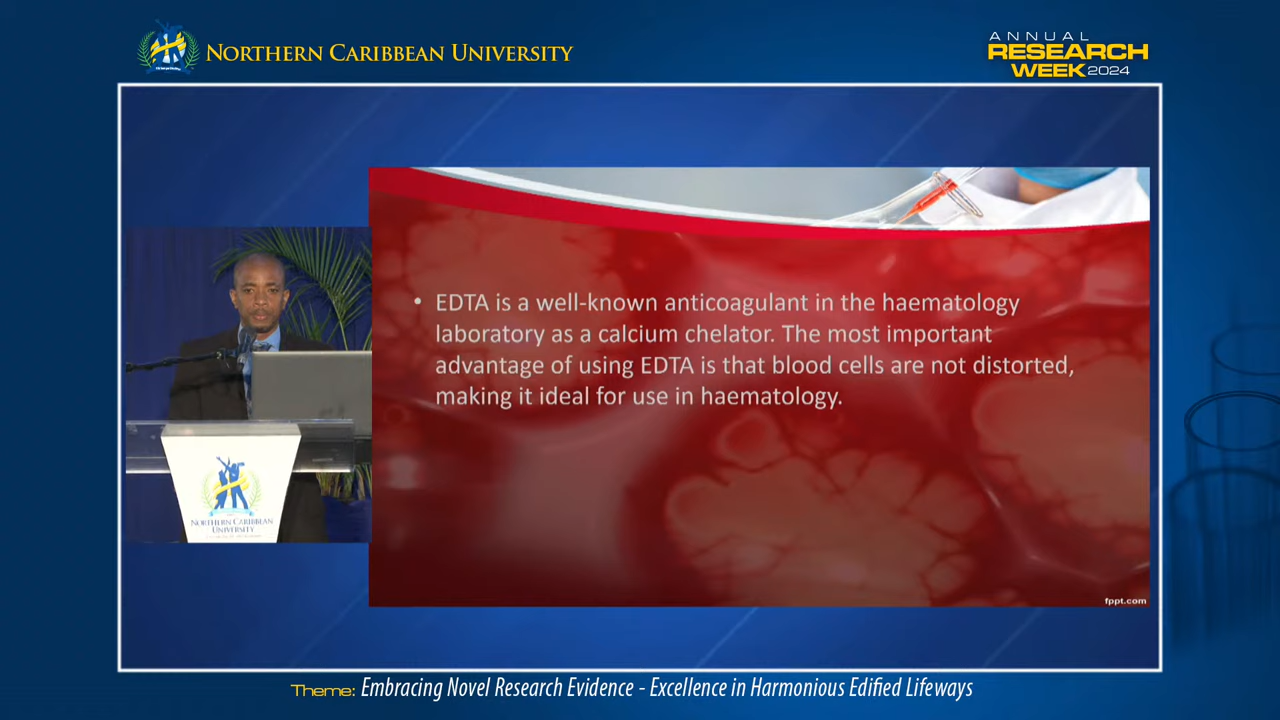 NORTHERN CARIBBEAN UNIVERSITY
ANNUAL
RESEARCH
WEEK 2024
• EDTA is a well-known anticoagulant in the haematology
laboratory as a calcium chelator. The most important
advantage of using EDTA is that blood cells are not distorted,
making it ideal for use in haematology.
NORTHERN CARIBBEAN
UNIVERSITY
fppt.com
Theme: Embracing Novel Research Evidence - Excellence in Harmonious Edified Lifeways